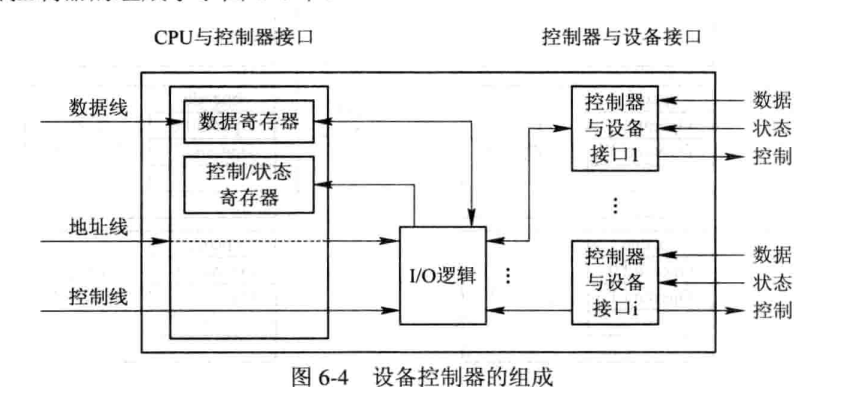 CPU与控制器接口
控制器与设备接口
数据线
数据寄存器
控制/状态
寄存器
地址线
控制线
I/O逻辑
⋮
控制器
与设备
接口1
数据
状态
控制
⋮
控制器
与设备
接口i
数据
状态
控制
图 6-4 设备控制器的组成